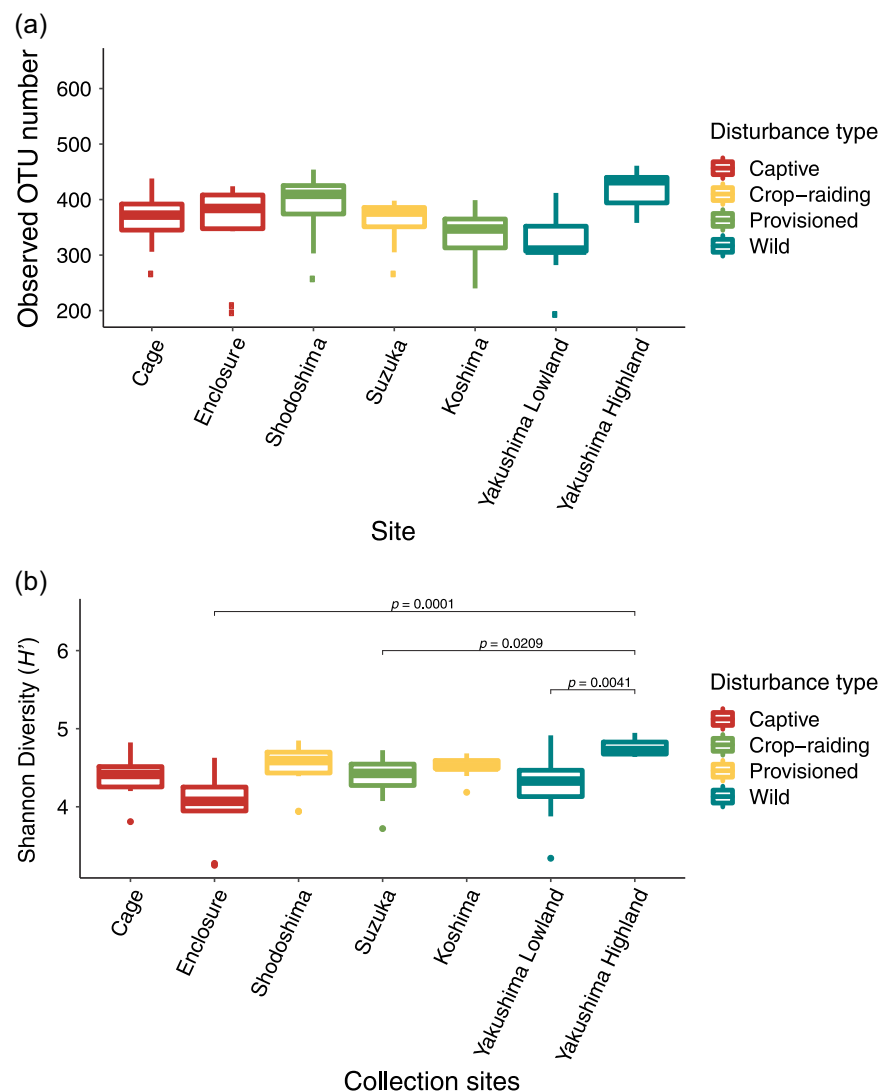 (a)
Observed OTU number
600
500
400
300
200
Cage
Enclosure
Shodoshima
Suzuka
Koshima
Yakushima Lowland
Yakushima Highland
Site
Disturbance type
Captive
Crop−raiding
Provisioned
Wild
(b)
Shannon Diversity (H')
6
5
4
p = 0.0001
p = 0.0209
p = 0.0041
Cage
Enclosure
Shodoshima
Suzuka
Koshima
Yakushima Lowland
Yakushima Highland
Collection sites
Disturbance type
Captive
Crop−raiding
Provisioned
Wild